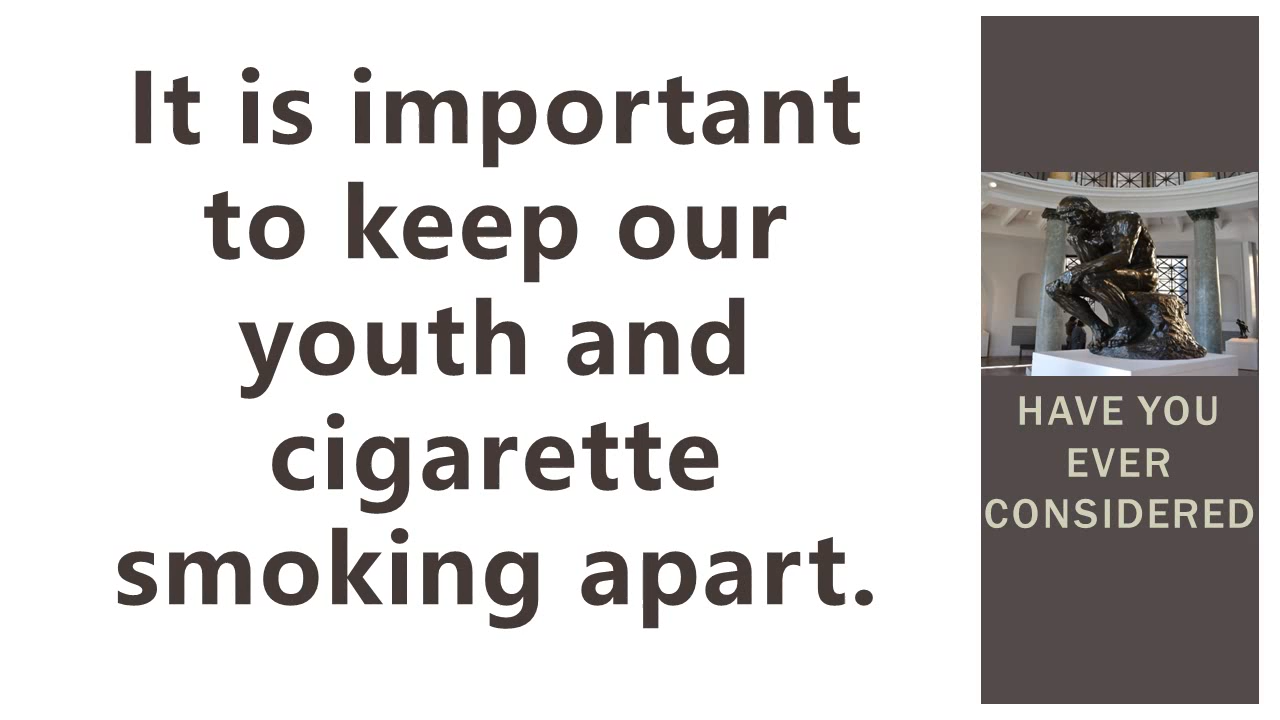 It is important
to keep our
youth and
cigarette
smoking apart.
HAVE YOU
EVER
CONSIDERED